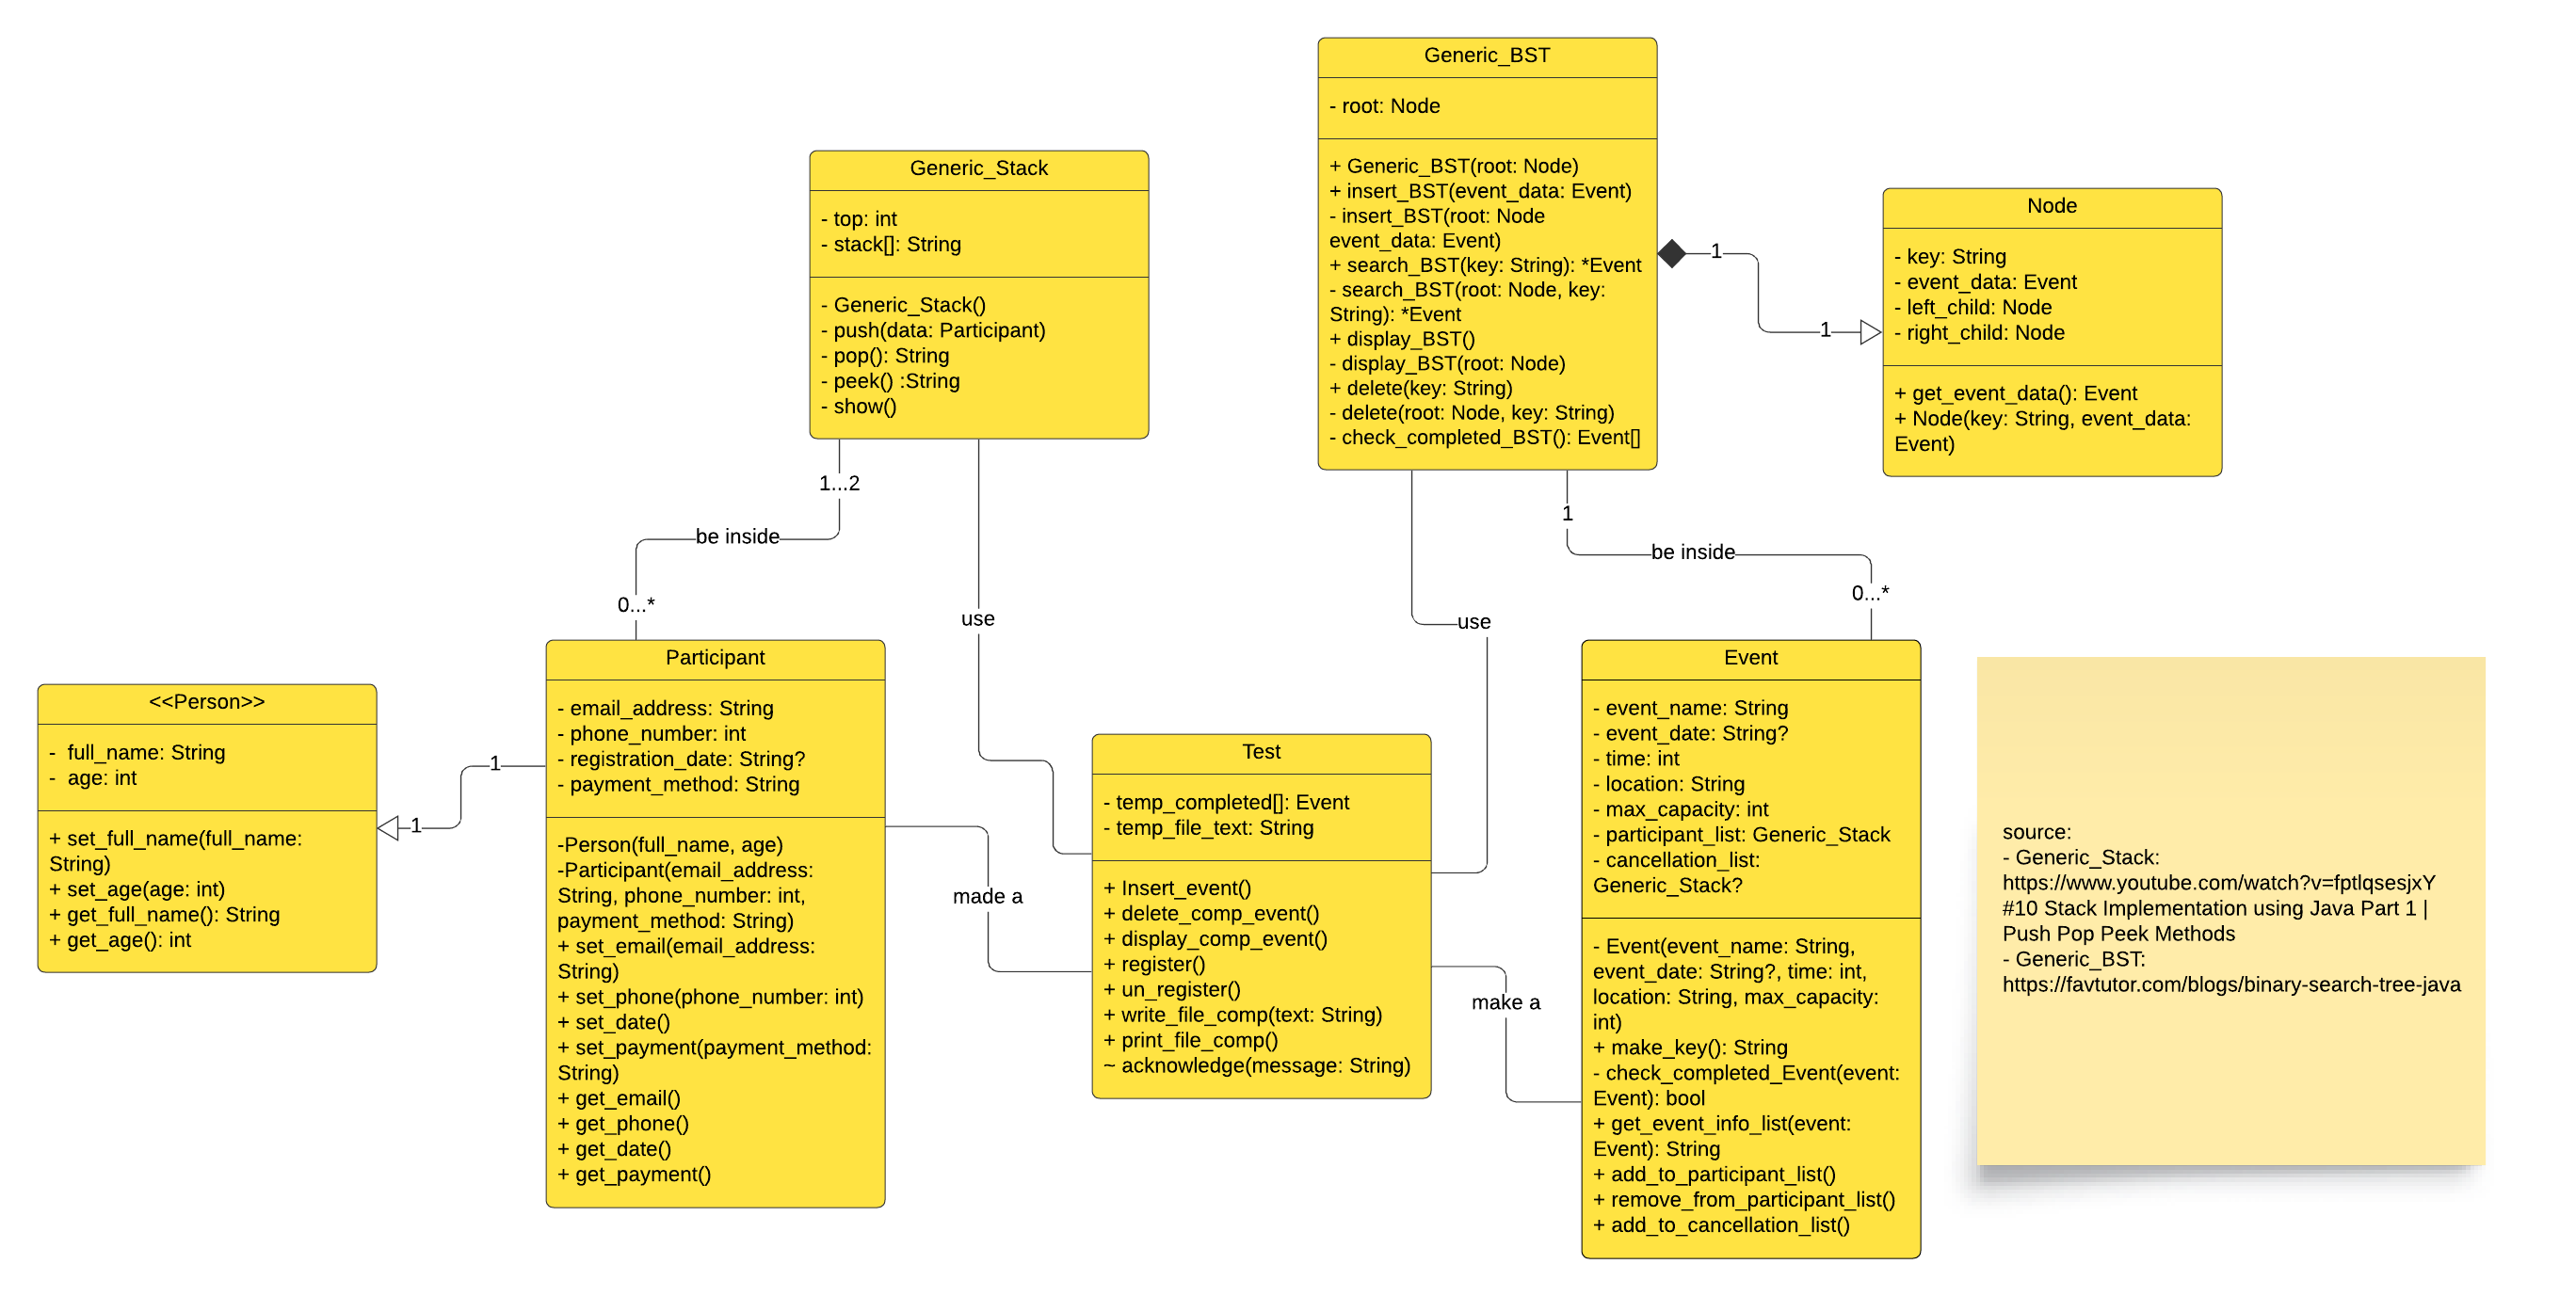 Generic_BST
- root: Node
+ Generic_BST(root: Node)
+ insert_BST(event_data: Event)
- insert_BST(root: Node
event_data: Event)
+ search_BST(key: String): *Event
- search_BST(root: Node, key:
String): *Event
+ display_BST()
- display_BST(root: Node)
+ delete(key: String)
- delete(root: Node, key: String)
- check_completed_BST(): Event[]
Generic_Stack
- top: int
- stack[]: String
- Generic_Stack()
- push(data: Participant)
- pop(): String
- peek() :String
- show()
Node
- key: String
- event_data: Event
- left_child: Node
- right_child: Node
+ get_event_data(): Event
+ Node(key: String, event_data:
Event)
1
1
1...2
be inside
0...*
use
1
be inside
0...*
use
<<Person>>
- full_name: String
- age: int
+ set_full_name(full_name:
String)
+ set_age(age: int)
+ get_full_name(): String
+ get_age(): int
1
1
Participant
- email_address: String
- phone_number: int
- registration_date: String?
- payment_method: String
-Person(full_name, age)
-Participant(email_address:
String, phone_number: int,
payment_method: String)
+ set_email(email_address:
String)
+ set_phone(phone_number: int)
+ set_date()
+ set_payment(payment_method:
String)
+ get_email()
+ get_phone()
+ get_date()
+ get_payment()
made a
Test
- temp_completed[]: Event
- temp_file_text: String
+ Insert_event()
+ delete_comp_event()
+ display_comp_event()
+ register()
+ un_register()
+ write_file_comp(text: String)
+ print_file_comp()
~ acknowledge(message: String)
make a
Event
- event_name: String
- event_date: String?
- time: int
- location: String
- max_capacity: int
- participant_list: Generic_Stack
- cancellation_list:
Generic_Stack?
- Event(event_name: String,
event_date: String?, time: int,
location: String, max_capacity:
int)
+ make_key(): String
- check_completed_Event(event:
Event): bool
+ get_event_info_list(event:
Event): String
+ add_to_participant_list()
+ remove_from_participant_list()
+ add_to_cancellation_list()
source:
- Generic_Stack:
https://www.youtube.com/watch?v=fptlqsesjxY
#10 Stack Implementation using Java Part 1 |
Push Pop Peek Methods
- Generic_BST:
https://favtutor.com/blogs/binary-search-tree-java